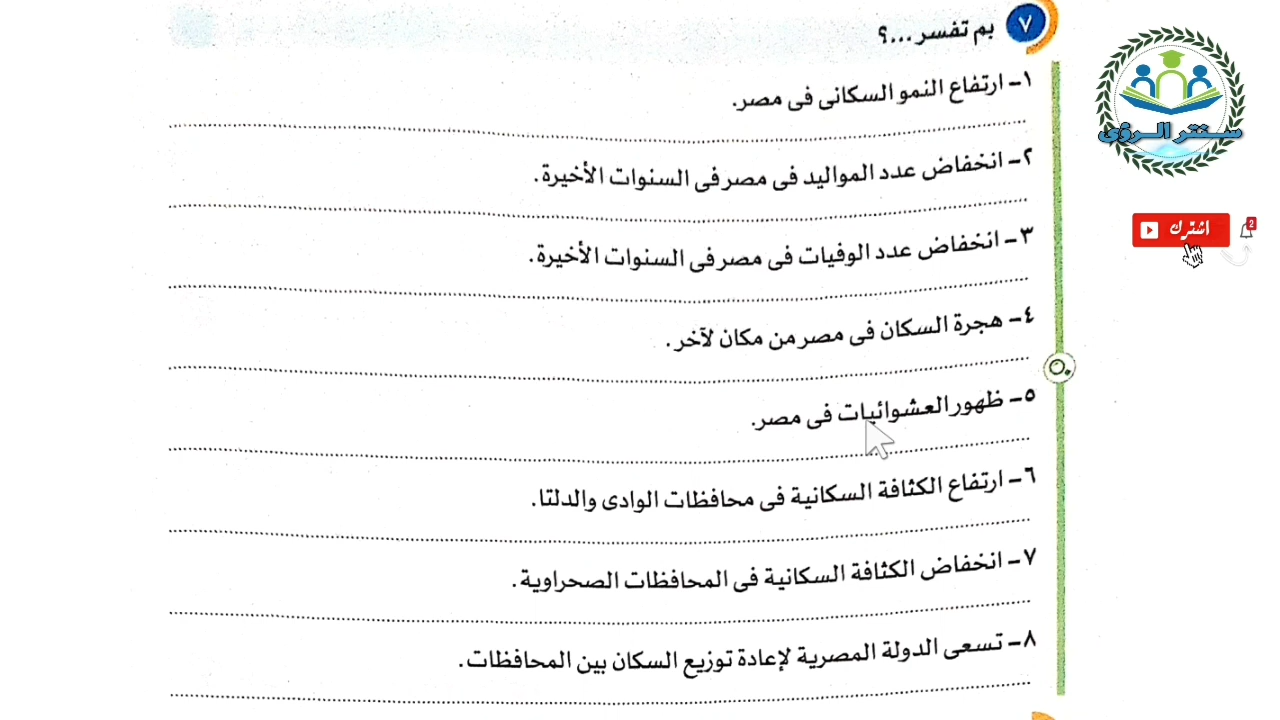 ٧ بم تفسر ...؟
١- ارتفاع النمو السكانى فى مصر.
٢- انخفاض عدد المواليد فى مصر فى السنوات الأخيرة.
٣- انخفاض عدد الوفيات فى مصر فى السنوات الأخيرة.
٤- هجرة السكان فى مصر من مكان لآخر.
٥- ظهور العشوائيات فى مصر.
٦- ارتفاع الكثافة السكانية فى محافظات الوادى والدلتا.
٧- انخفاض الكثافة السكانية فى المحافظات الصحراوية.
٨- تسعى الدولة المصرية لإعادة توزيع السكان بين المحافظات.
سنتر الرؤى
اشترك
2